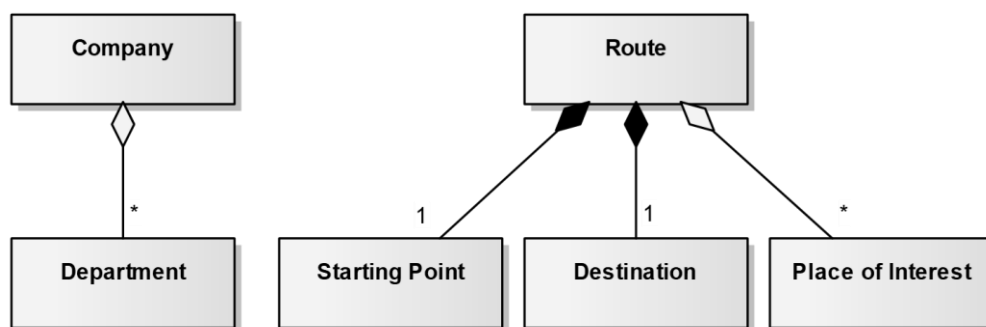 Company
Route
*
1
1
*
Department
Starting Point
Destination
Place of Interest